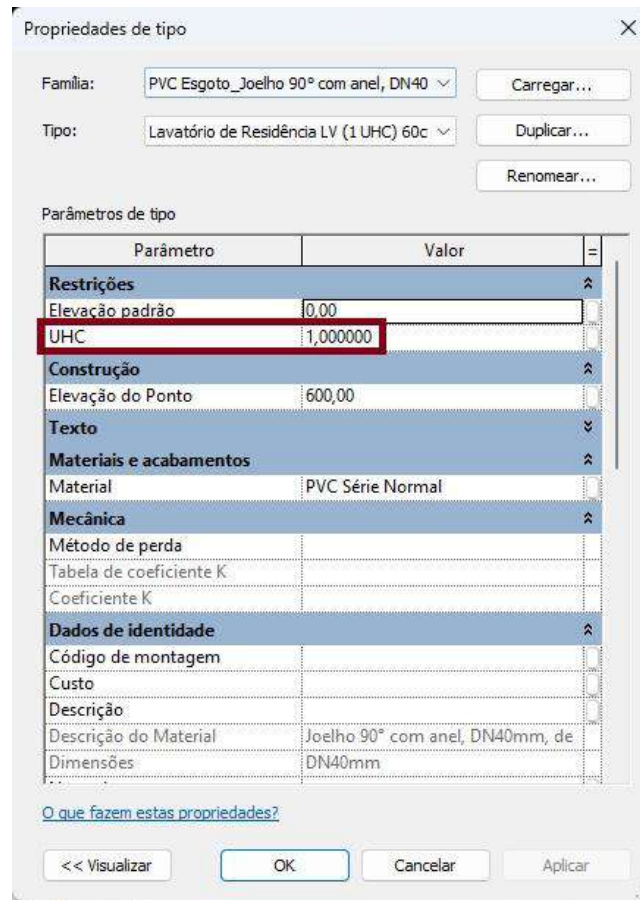 Propriedades de tipo
Família: PVC Esgoto_Joelho 90° com anel, DN40 Carregar...
Tipo: Lavatório de Residência LV (1 UHC) 60c Duplicar...
Renomear...
Parâmetros de tipo
Parâmetro Valor =
Restrições
Elevação padrão 0,00
UHC 1,000000
Construção
Elevação do Ponto 600,00
Texto
Materiais e acabamentos
Material PVC Série Normal
Mecânica
Método de perda
Tabela de coeficiente K
Coeficiente K
Dados de identidade
Código de montagem
Custo
Descrição
Descrição do Material Joelho 90° com anel, DN40mm, de
Dimensões DN40mm
O que fazem estas propriedades?
<< Visualizar OK Cancelar Aplicar